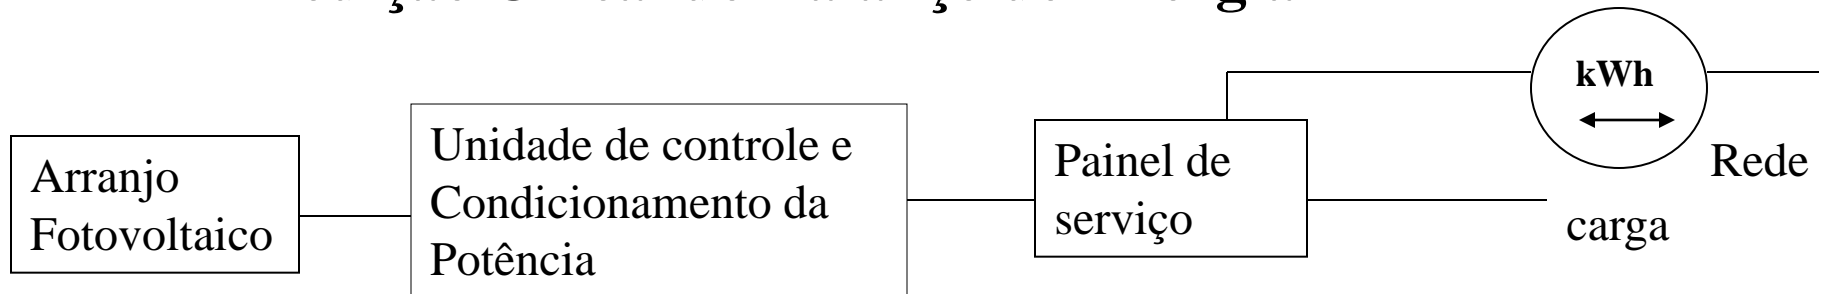 kWh
Arranjo
Fotovoltaico
Unidade de controle e
Condicionamento da
Potência
Painel de
serviço
Rede
carga